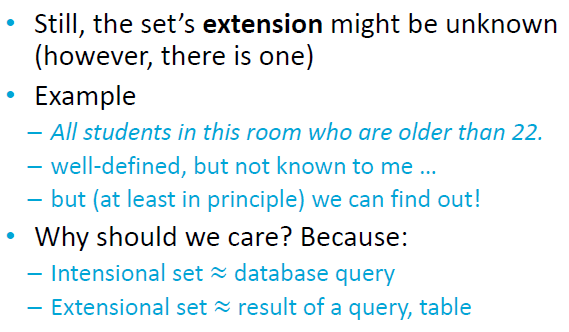 • Still, the set's extension might be unknown
(however, there is one)
• Example
– All students in this room who are older than 22.
– well-defined, but not known to me …
– but (at least in principle) we can find out!
• Why should we care? Because:
– Intensional set ≈ database query
– Extensional set ≈ result of a query, table